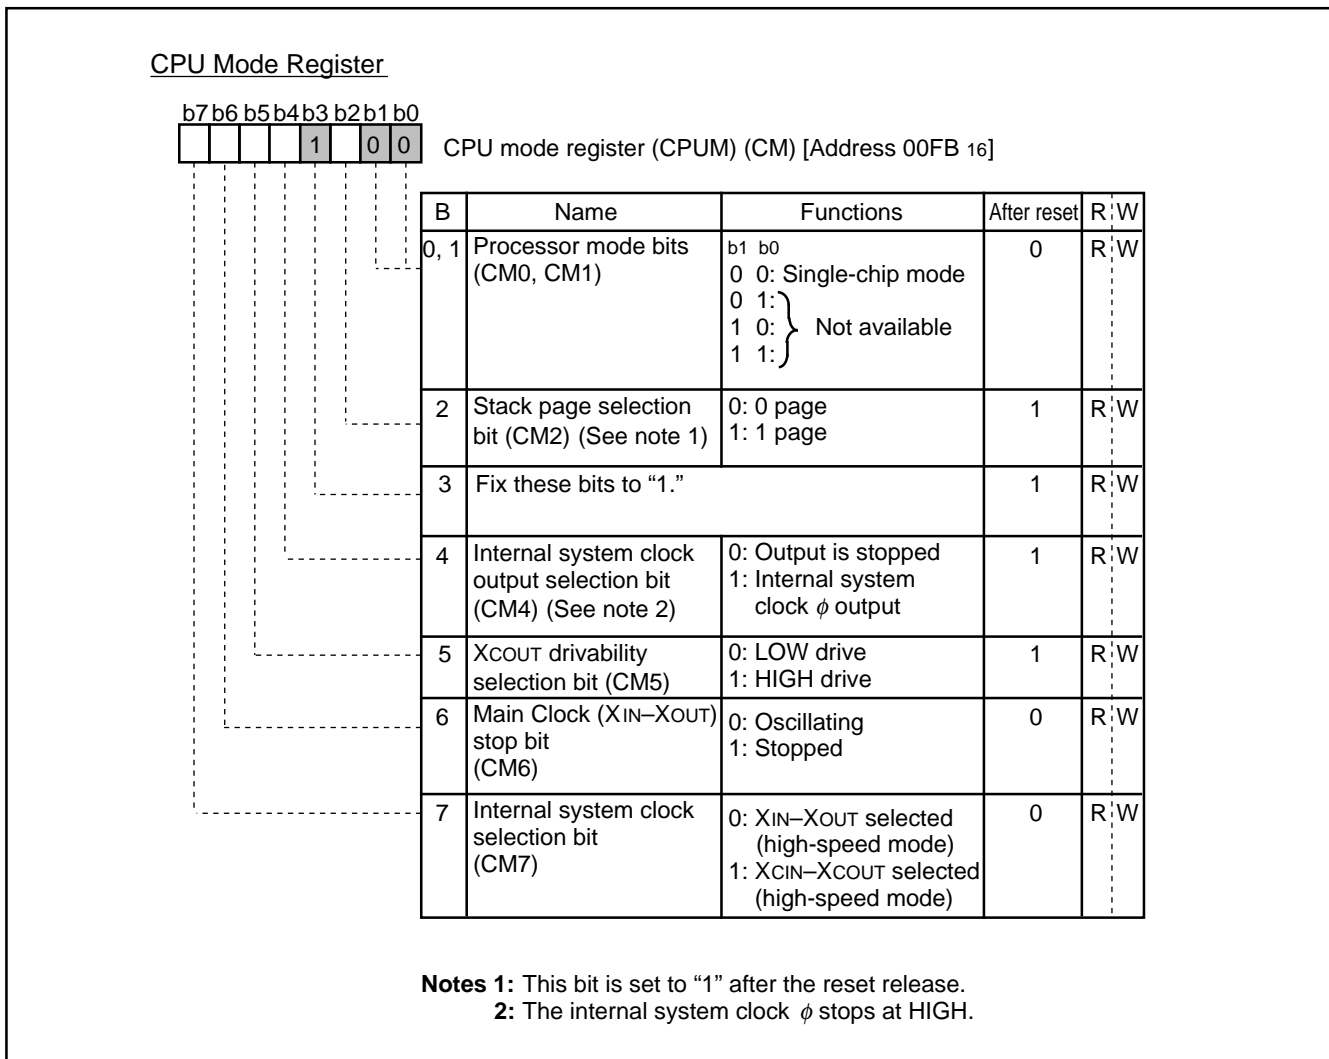 CPU Mode Register
b7 b6 b5 b4 b3 b2 b1 b0
1 0 0
CPU mode register (CPUM) (CM) [Address 00FB 16]
B Name Functions After reset R W
0, 1 Processor mode bits (CM0, CM1)
b1 b0
0 0: Single-chip mode
0 1:
1 0: Not available
1 1:
0 R W
2 Stack page selection
bit (CM2) (See note 1)
0: 0 page
1: 1 page
1 R W
3 Fix these bits to “1.” 1 R W
4 Internal system clock
output selection bit
(CM4) (See note 2)
0: Output is stopped
1: Internal system
clock ϕ output
1 R W
5 XCOUT drivability
selection bit (CM5)
0: LOW drive
1: HIGH drive
1 R W
6 Main Clock (XIN–XOUT)
stop bit
(CM6)
0: Oscillating
1: Stopped
0 R W
7 Internal system clock
selection bit
(CM7)
0: XIN–XOUT selected
(high-speed mode)
1: XCIN–XCOUT selected
(high-speed mode)
0 R W
Notes 1: This bit is set to “1” after the reset release.
2: The internal system clock ϕ stops at HIGH.